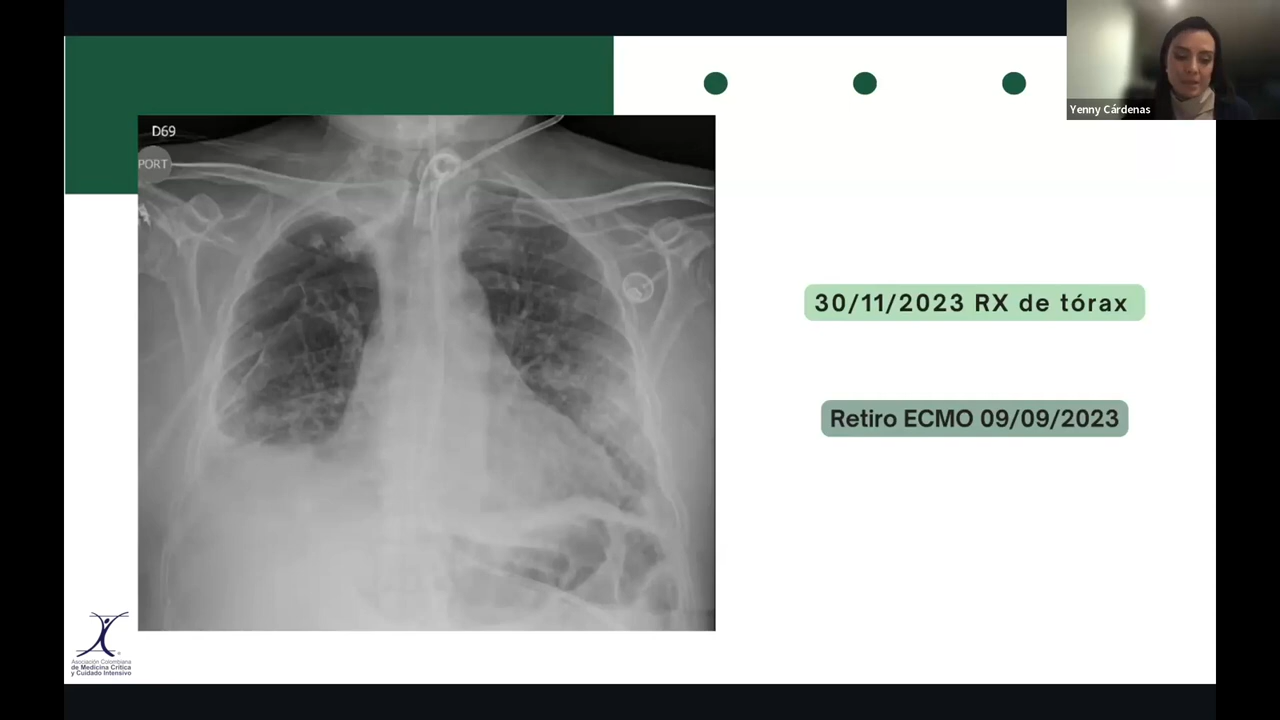 D69
PORT
Yenny Cárdenas
30/11/2023 RX de tórax
Retiro ECMO 09/09/2023
Asociación Colombiana
de Medicina Crítica
y Cuidado Intensivo